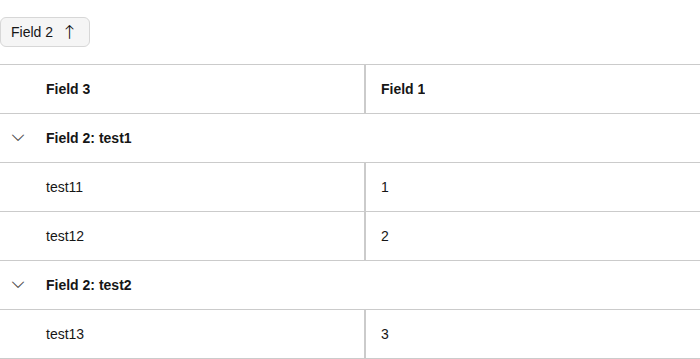 Field 2 ↑
Field 3 Field 1
Field 2: test1
test11 1
test12 2
Field 2: test2
test13 3